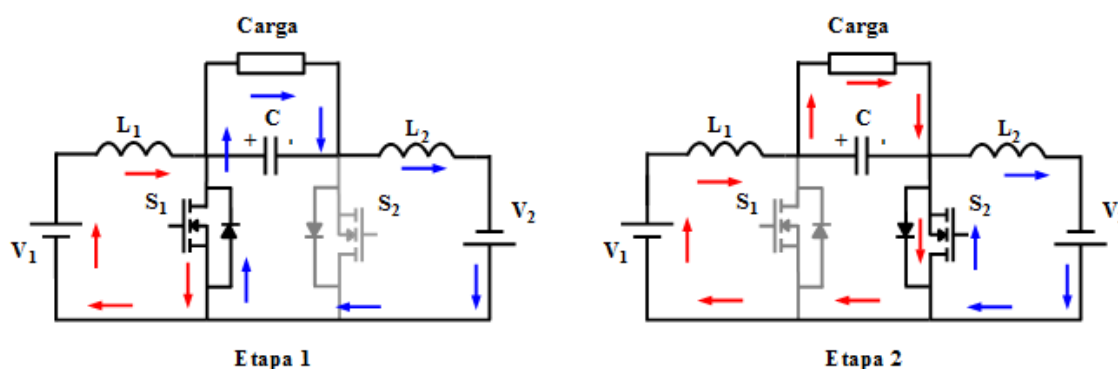 Carga
L1
+ C
L2
S1
S2
V1
V2
Etapa 1
Carga
L1
+ C
L2
S1
S2
V1
V
Etapa 2